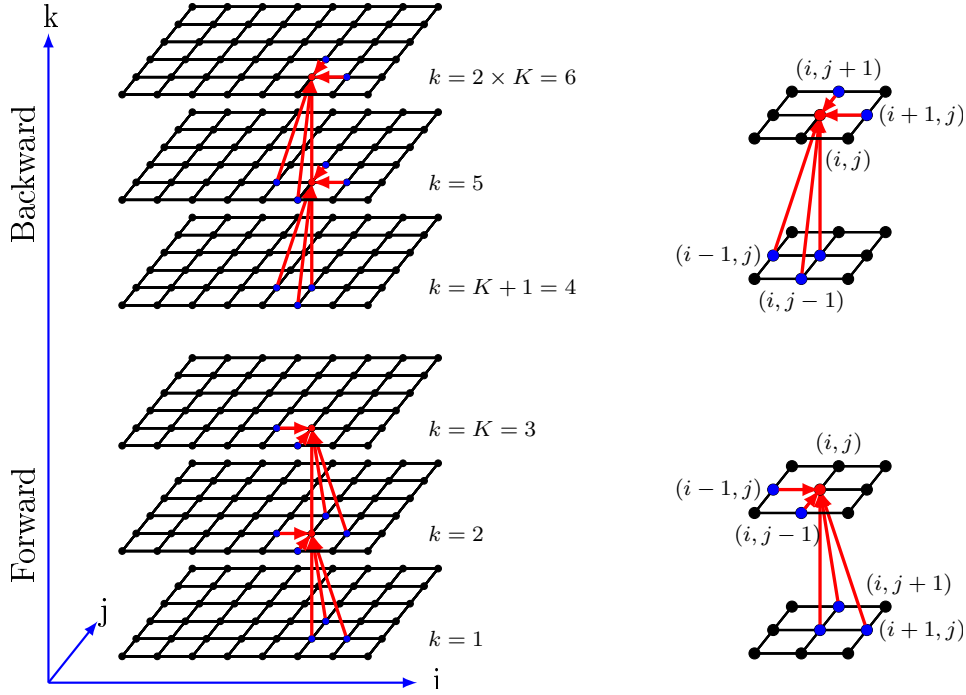 k
Backward
Forward
j
i
k = 2 × K = 6
k = 5
k = K + 1 = 4
k = K = 3
k = 2
k = 1
(i, j + 1)
(i + 1, j)
(i, j)
(i − 1, j)
(i, j − 1)
(i, j)
(i − 1, j)
(i, j − 1)
(i, j + 1)
(i + 1, j)